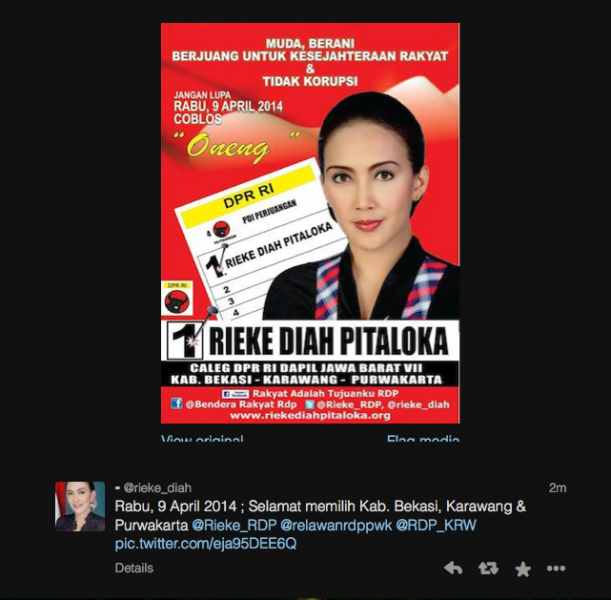 MUDA, BERANI
BERJUANG UNTUK KESEJAHTERAAN RAKYAT
&
TIDAK KORUPSI
JANGAN LUPA
RABU, 9 APRIL 2014
COBLOS
"Oneng"
DPR RI
4 PDI PERJUANGAN
1. RIEKE DIAH PITALOKA
2
3
4
DPR RI
1 RIEKE DIAH PITALOKA
CALEG DPR RI DAPIL JAWA BARAT VII
KAB. BEKASI - KARAWANG - PURWAKARTA
Rakyat Adalah Tujuanku RDP
@Bendera Rakyat Rdp @Rieke_RDP, @rieke_diah
www.riekediahpitaloka.org
View original Flag media
- @rieke_diah 2m
Rabu, 9 April 2014 ; Selamat memilih Kab. Bekasi, Karawang &
Purwakarta @Rieke_RDP @relawanrdppwk @RDP_KRW
pic.twitter.com/eja95DEE6Q
Details